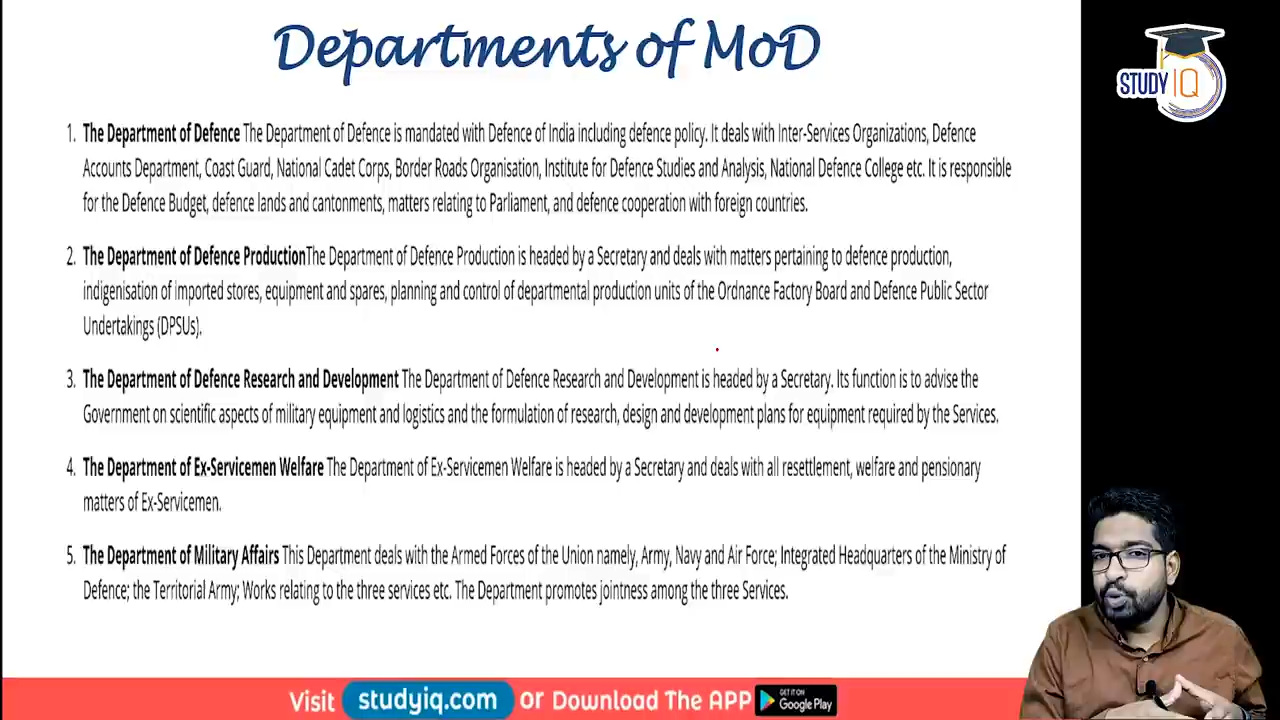 Departments of MoD
STUDY IQ
1. The Department of Defence The Department of Defence is mandated with Defence of India including defence policy. It deals with Inter-Services Organizations, Defence
Accounts Department, Coast Guard, National Cadet Corps, Border Roads Organisation, Institute for Defence Studies and Analysis, National Defence College etc. It is responsible
for the Defence Budget, defence lands and cantonments, matters relating to Parliament, and defence cooperation with foreign countries.
2. The Department of Defence ProductionThe Department of Defence Production is headed by a Secretary and deals with matters pertaining to defence production,
indigenisation of imported stores, equipment and spares, planning and control of departmental production units of the Ordnance Factory Board and Defence Public Sector
Undertakings (DPSUs).
3. The Department of Defence Research and Development The Department of Defence Research and Development is headed by a Secretary. Its function is to advise the
Government on scientific aspects of military equipment and logistics and the formulation of research, design and development plans for equipment required by the Services.
4. The Department of Ex-Servicemen Welfare The Department of Ex-Servicemen Welfare is headed by a Secretary and deals with all resettlement, welfare and pensionary
matters of Ex-Servicemen.
5. The Department of Military Affairs This Department deals with the Armed Forces of the Union namely, Army, Navy and Air Force; Integrated Headquarters of the Ministry of
Defence; the Territorial Army; Works relating to the three services etc. The Department promotes jointness among the three Services.
Visit studyiq.com or Download The APP GET IT ON Google Play